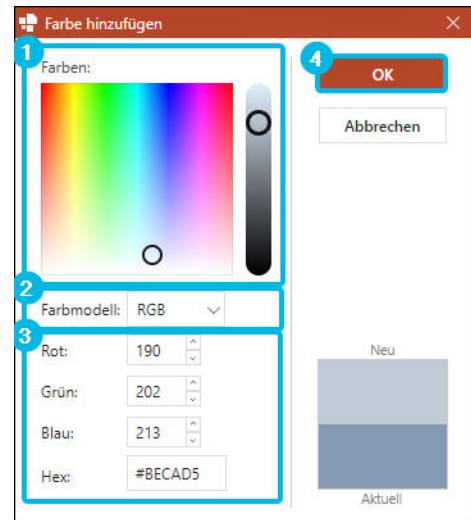 Farbe hinzufügen
1
Farben:
4
OK
Abbrechen
2
Farbmodell: RGB
3
Rot: 190
Grün: 202
Blau: 213
Hex: #BECAD5
Neu
Aktuell